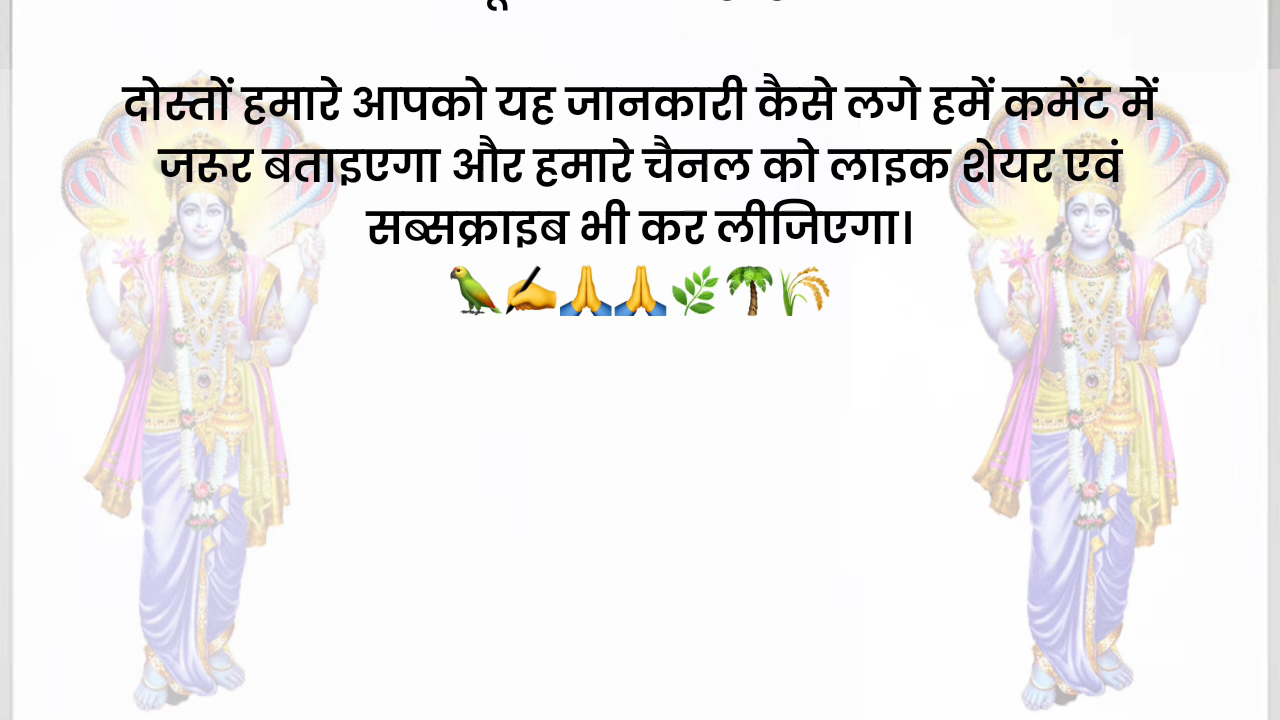 दोस्तों हमारे आपको यह जानकारी कैसे लगे हमें कमेंट में
जरूर बताइएगा और हमारे चैनल को लाइक शेयर एवं
सब्सक्राइब भी कर लीजिएगा।
🦜✍️🙏🙏🌿🌴🌾